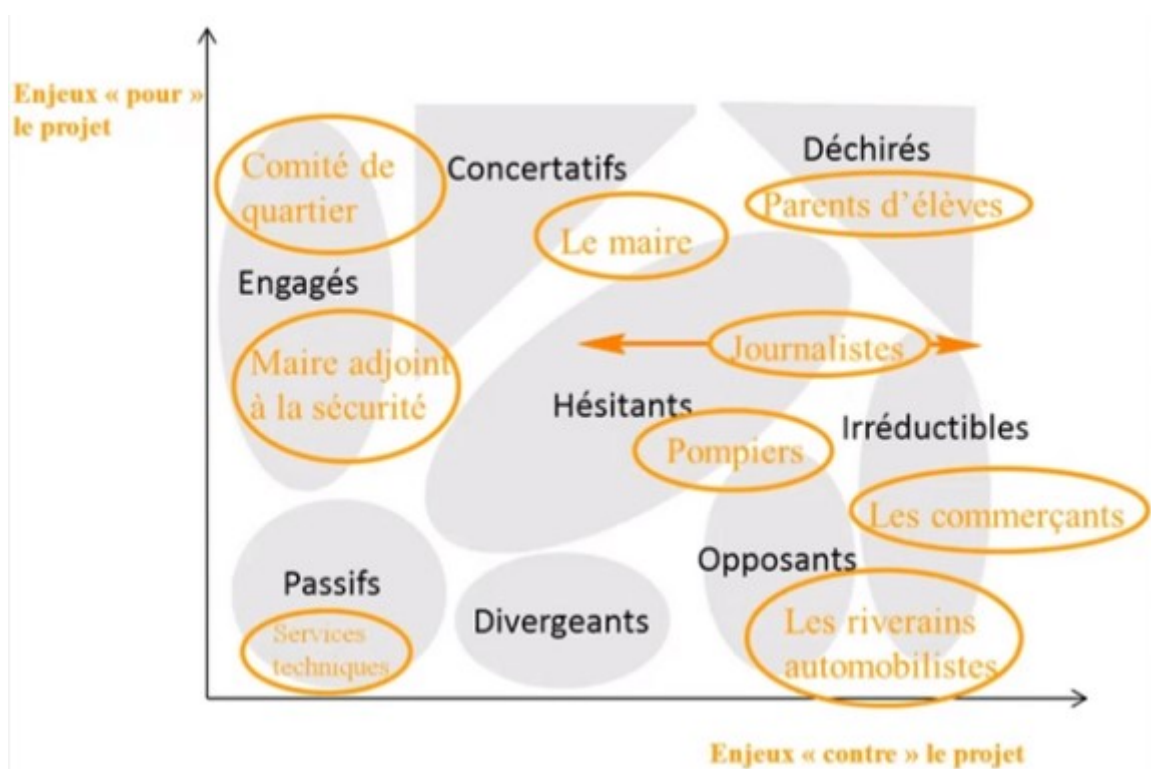 Enjeux « pour »
le projet
Comité de
quartier
Concertatifs
Déchirés
Parents d'élèves
Le maire
Engagés
Maire adjoint
à la sécurité
Journalistes
Hésitants
Irréductibles
Pompiers
Les commerçants
Opposants
Passifs
Divergeants
Services
techniques
Les riverains
automobilistes
Enjeux « contre » le projet